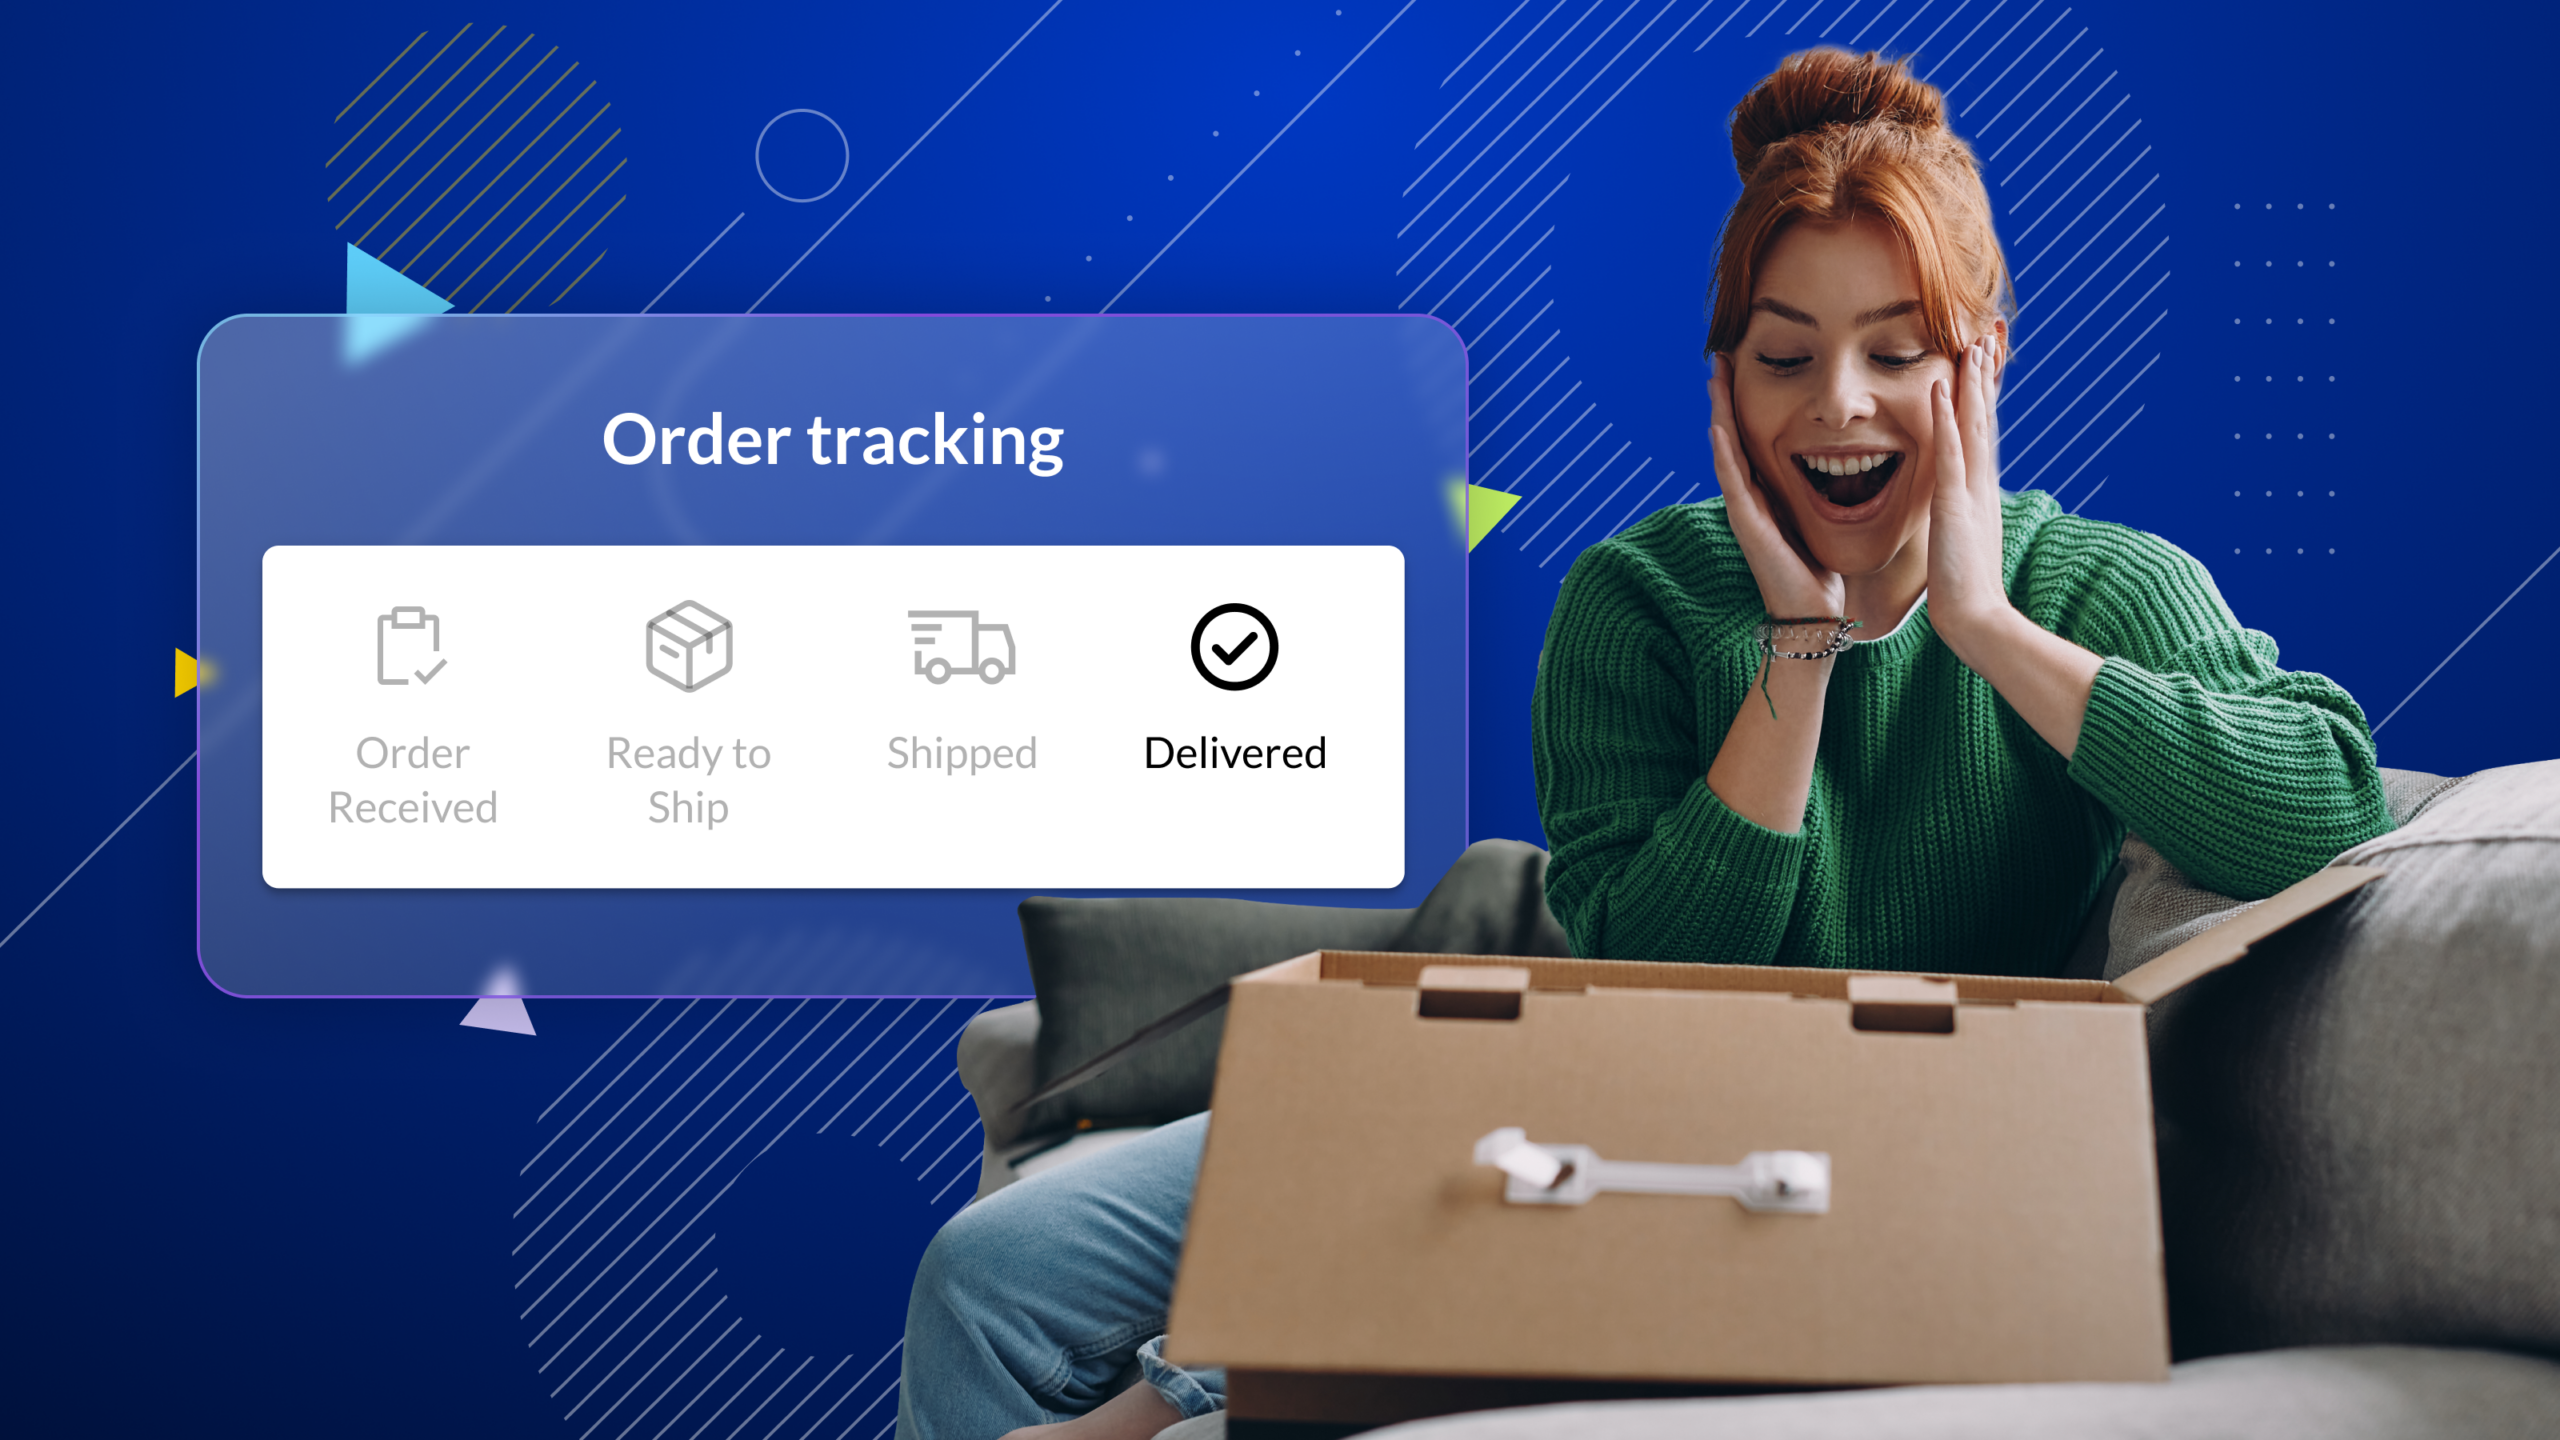 Order tracking
Order
Received
Ready to
Ship
Shipped
Delivered